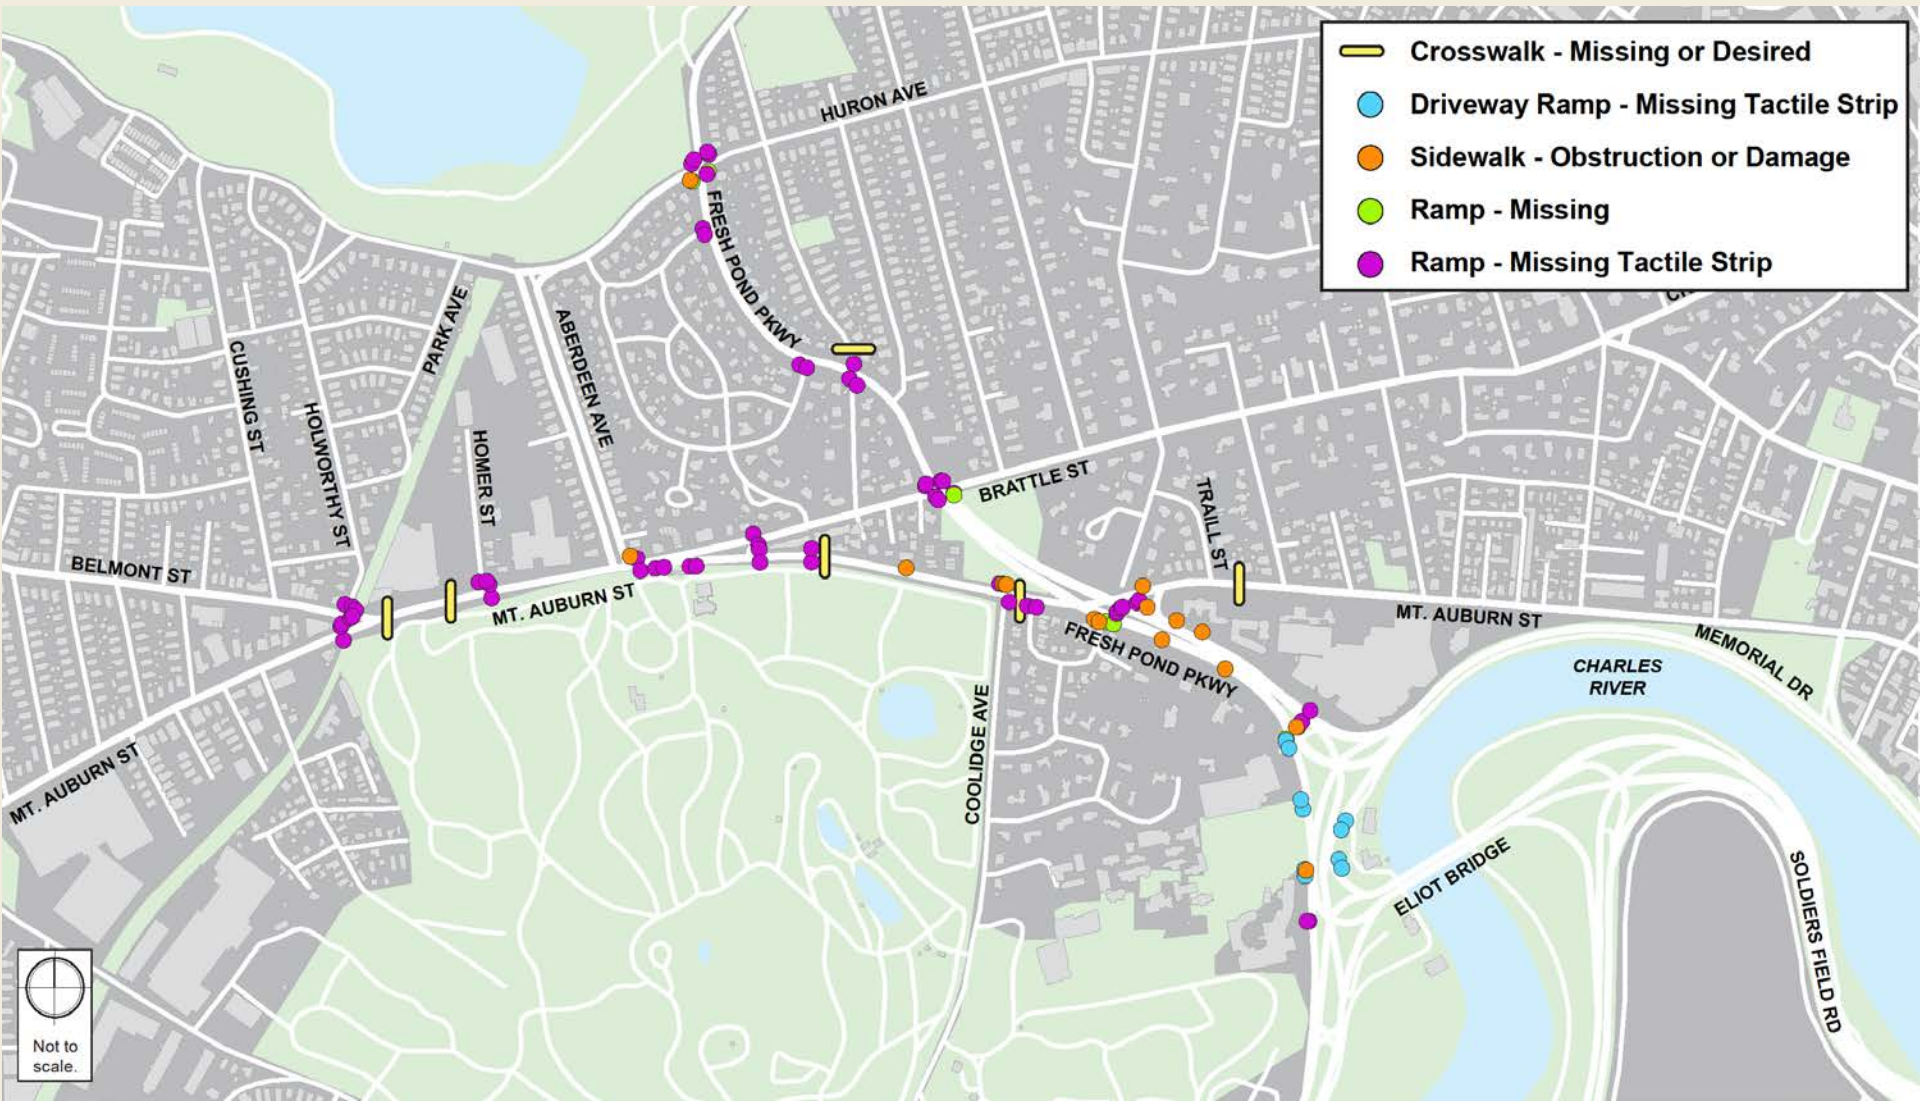 Crosswalk - Missing or Desired
Driveway Ramp - Missing Tactile Strip
Sidewalk - Obstruction or Damage
Ramp - Missing
Ramp - Missing Tactile Strip
HURON AVE
FRESH POND PKWY
PARK AVE
ABERDEEN AVE
CUSHING ST
HOLWORTHY ST
HOMER ST
BRATTLE ST
TRAILL ST
BELMONT ST
MT. AUBURN ST
MT. AUBURN ST
FRESH POND PKWY
MEMORIAL DR
CHARLES
RIVER
COOLIDGE AVE
MT. AUBURN ST
ELIOT BRIDGE
SOLDIERS FIELD RD
Not to
scale.